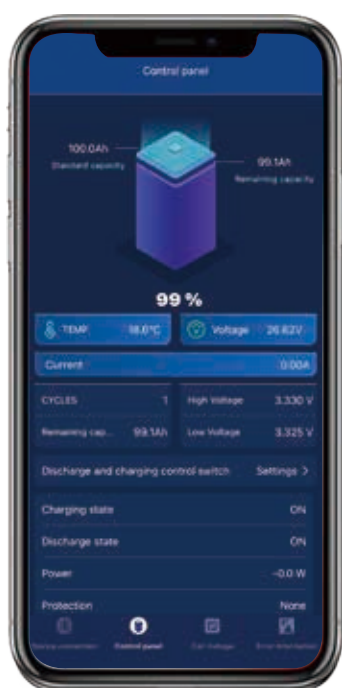 Control panel
100.0Ah
Standard capacity
99.1Ah
Remaining capacity
99 %
TEMP
Voltage
Current
0.00A
CYCLES 1
High Voltage 3.330 V
Remaining cap... 99.1Ah
Low Voltage 3.325 V
Discharge and charging control switch Settings >
Charging state ON
Discharge state ON
Power -0.0 W
Protection None
Control panel